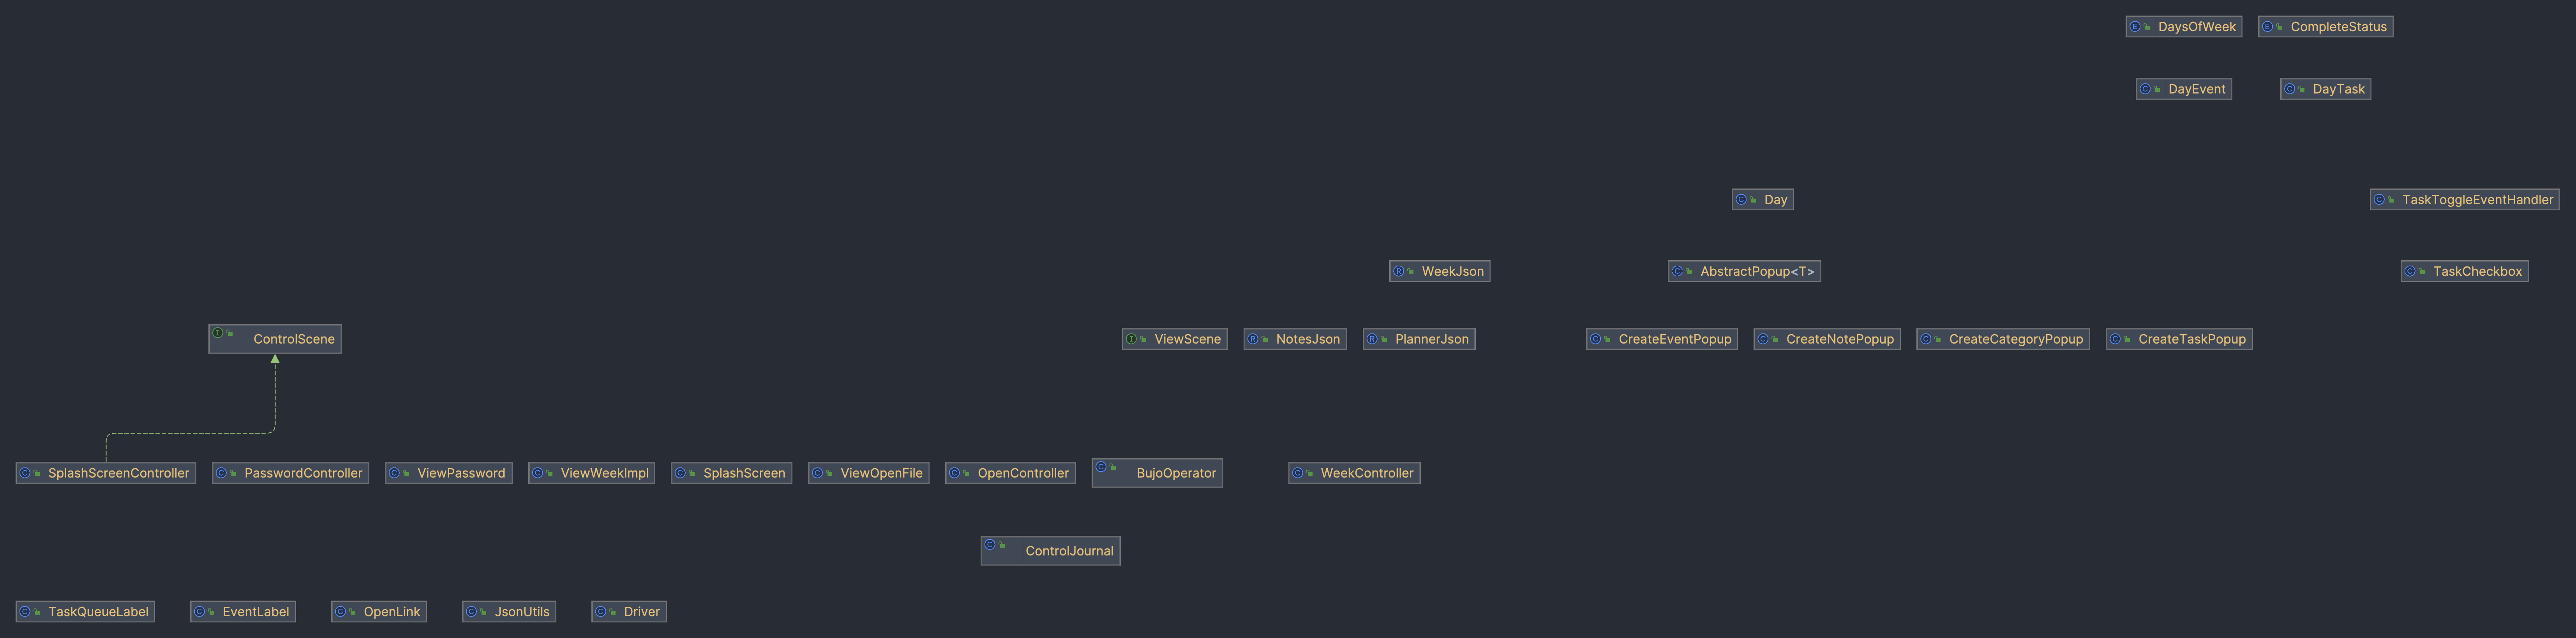 DaysOfWeek
CompleteStatus
DayEvent
DayTask
Day
TaskToggleEventHandler
WeekJson
AbstractPopup<T>
TaskCheckbox
ControlScene
ViewScene
NotesJson
PlannerJson
CreateEventPopup
CreateNotePopup
CreateCategoryPopup
CreateTaskPopup
SplashScreenController
PasswordController
ViewPassword
ViewWeekImpl
SplashScreen
ViewOpenFile
OpenController
BujoOperator
WeekController
ControlJournal
TaskQueueLabel
EventLabel
OpenLink
JsonUtils
Driver